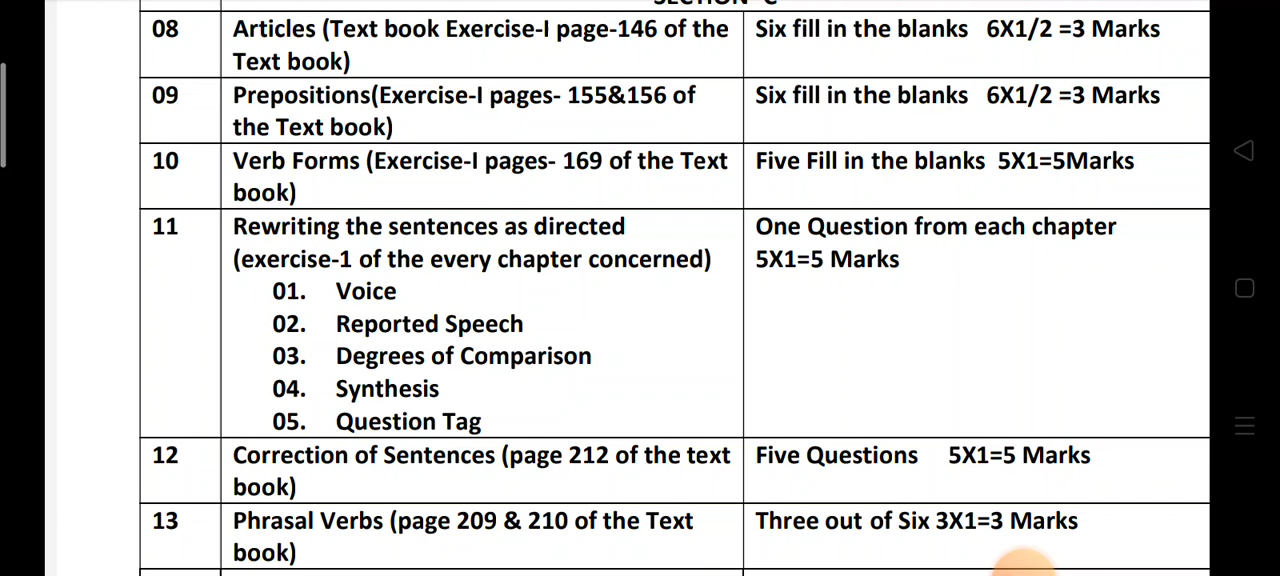 SECTION-C
08 Articles (Text book Exercise-I page-146 of the Six fill in the blanks 6X1/2 =3 Marks
Text book)
09 Prepositions(Exercise-I pages- 155&156 of Six fill in the blanks 6X1/2 =3 Marks
the Text book)
10 Verb Forms (Exercise-I pages- 169 of the Text Five Fill in the blanks 5X1=5Marks
book)
11 Rewriting the sentences as directed One Question from each chapter
(exercise-1 of the every chapter concerned) 5X1=5 Marks
01. Voice
02. Reported Speech
03. Degrees of Comparison
04. Synthesis
05. Question Tag
12 Correction of Sentences (page 212 of the text Five Questions 5X1=5 Marks
book)
13 Phrasal Verbs (page 209 & 210 of the Text Three out of Six 3X1=3 Marks
book)